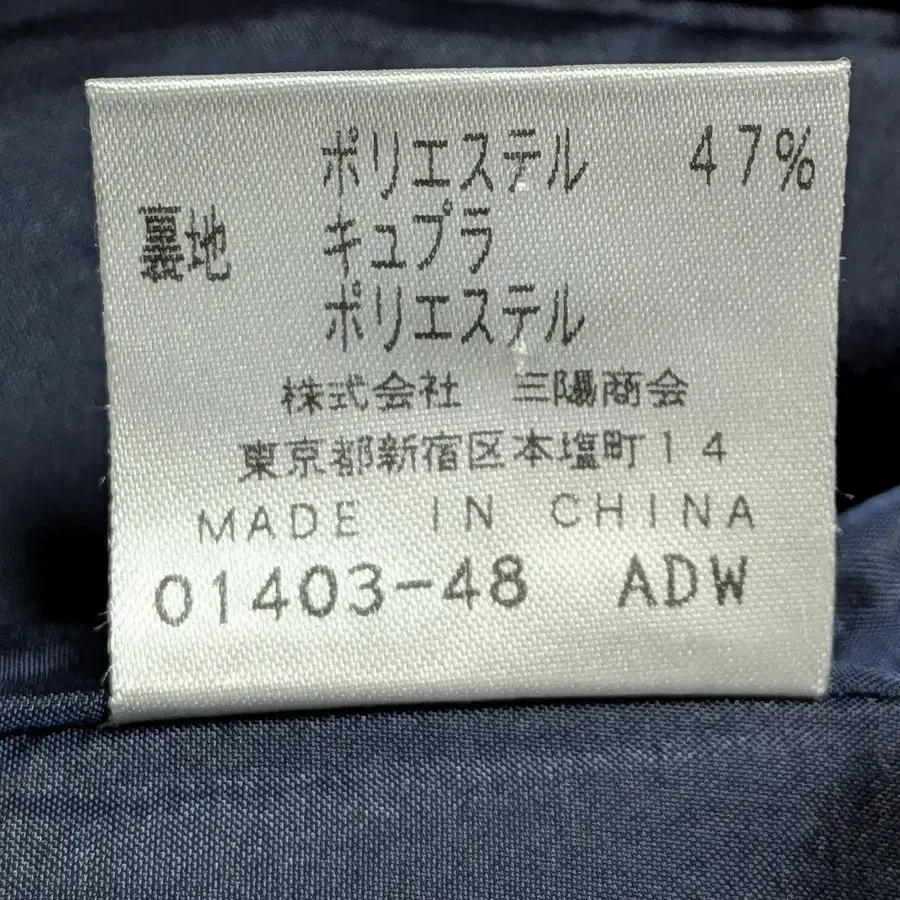 ポリエステル 47%
裏地 キュプラ
ポリエステル
株式会社 三陽商会
東京都新宿区本塩町14
MADE IN CHINA
01403-48 ADW